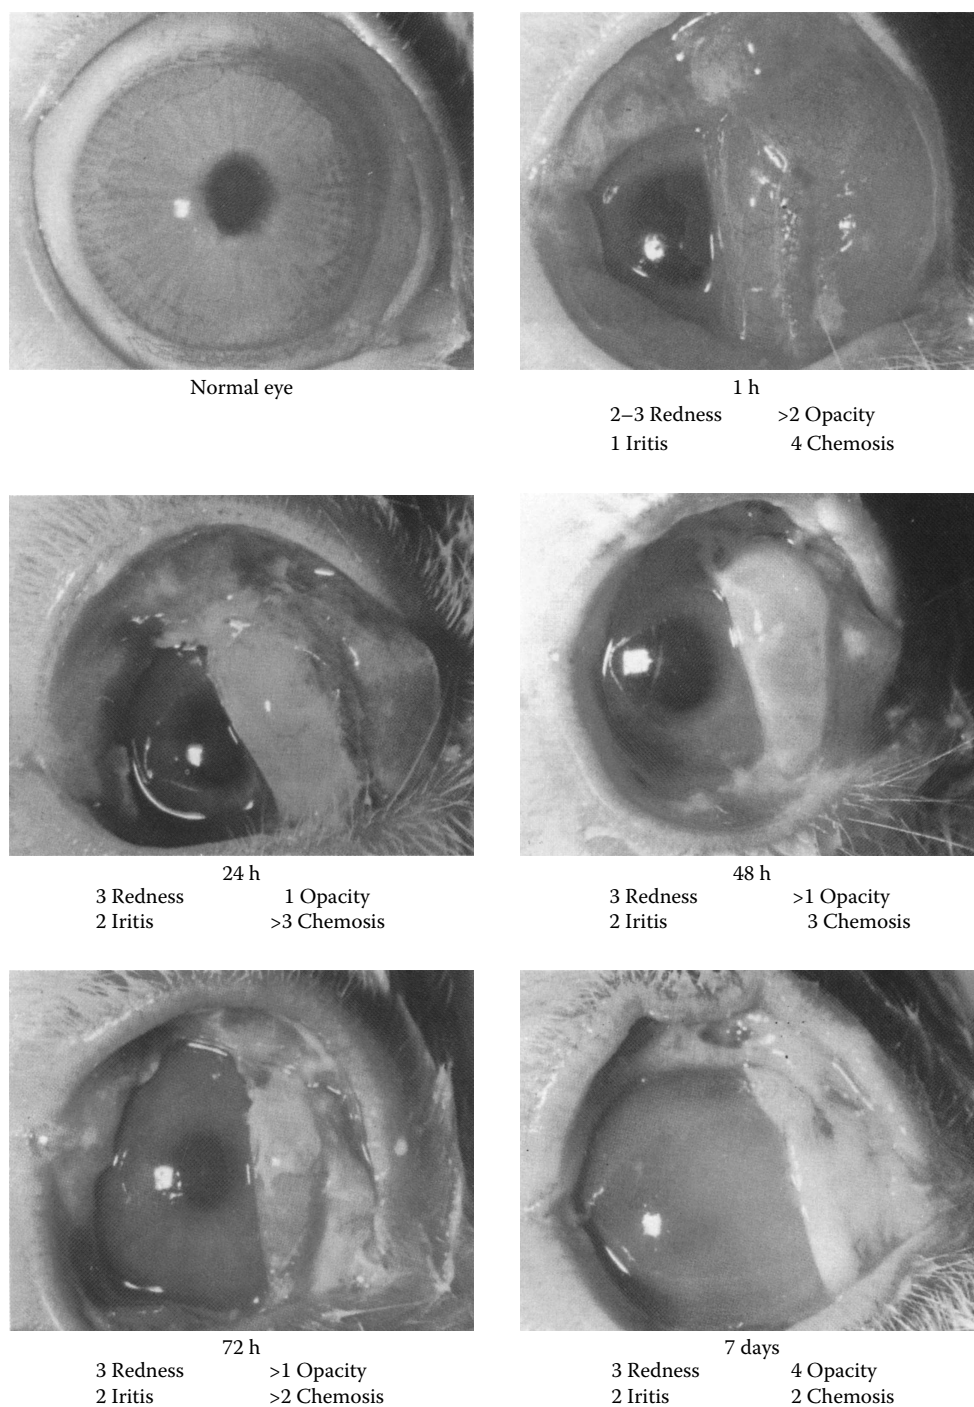 Normal eye
1 h
2–3 Redness >2 Opacity
1 Iritis 4 Chemosis
24 h
3 Redness 1 Opacity
2 Iritis >3 Chemosis
48 h
3 Redness >1 Opacity
2 Iritis 3 Chemosis
72 h
3 Redness >1 Opacity
2 Iritis >2 Chemosis
7 days
3 Redness 4 Opacity
2 Iritis 2 Chemosis